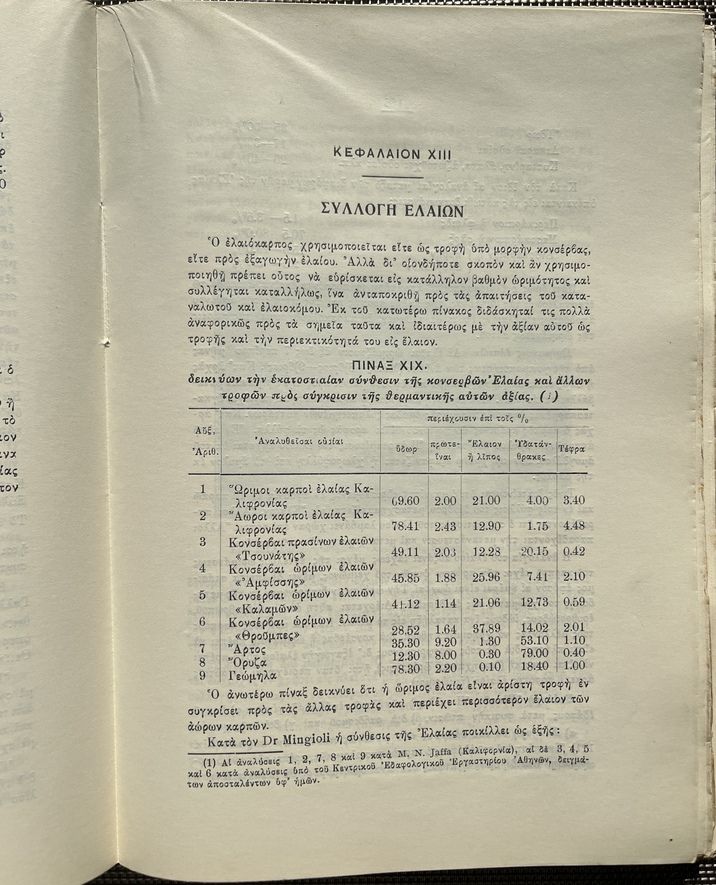 ΚΕΦΑΛΑΙΟΝ XIII
ΣΥΛΛΟΓΗ ΕΛΑΙΩΝ
Ὁ ἐλαιόκαρπος χρησιμοποιεῖται εἴτε ὡς τροφὴ ὑπὸ μορφὴν κονσέρβας,
εἴτε πρὸς ἐξαγωγὴν ἐλαίου. Ἀλλὰ δι' οἱονδήποτε σκοπὸν καὶ ἂν χρησιμο-
ποιηθῇ πρέπει οὗτος νὰ εὑρίσκεται εἰς κατάλληλον βαθμὸν ὡριμότητος καὶ
συλλέγηται καταλλήλως, ἵνα ἀνταποκριθῇ πρὸς τὰς ἀπαιτήσεις τοῦ κατα-
ναλωτοῦ καὶ ἐλαιοκόμου. Ἐκ τοῦ κατωτέρω πίνακος διδάσκηταί τις πολλὰ
ἀναφορικῶς πρὸς τὰ σημεῖα ταῦτα καὶ ἰδιαιτέρως μὲ τὴν ἀξίαν αὐτοῦ ὡς
τροφῆς καὶ τὴν περιεκτικότητά του εἰς ἔλαιον.
ΠΙΝΑΞ XIX.
δεικνύων τὴν ἑκατοστιαίαν σύνθεσιν τῆς κονσερβῶν Ἐλαίας καὶ ἄλλων
τροφῶν πρὸς σύγκρισιν τῆς θερμαντικῆς αὐτῶν ἀξίας. (1)
Αὔξ. Ἀριθ. Ἀναλυθεῖσαι οὐσίαι περιέχουσιν ἐπὶ τοῖς %
ὕδωρ πρωτε-ῖναι Ἔλαιον ἢ λῖπος Ὑδατάν-θρακες Τέφρα
1 Ὥριμοι καρποὶ ἐλαίας Κα-
λιφρονίας 69.60 2.00 21.00 4.00 3.40
2 Ἄωροι καρποὶ ἐλαίας Κα-
λιφρονίας 78.41 2.43 12.90 1.75 4.48
3 Κονσέρβαι πρασίνων ἐλαιῶν
«Τσουνάτης» 49.11 2.03 12.28 20.15 0.42
4 Κονσέρβαι ὡρίμων ἐλαιῶν
«Ἀμφίσσης» 45.85 1.88 25.96 7.41 2.10
5 Κονσέρβαι ὡρίμων ἐλαιῶν
«Καλαμῶν» 1.14 21.06 12.73 0.59
6 Κονσέρβαι ὡρίμων ἐλαιῶν
«Θροῦμπες» 28.52 1.64 37.89 14.02 2.01
7 Ἄρτος 35.30 9.20 1.30 53.10 1.10
8 Ὄρυζα 12.30 8.00 0.30 79.00 0.40
9 Γεώμηλα 78.30 2.20 0.10 18.40 1.00
Ὁ ἀνωτέρω πίναξ δεικνύει ὅτι ἡ ὥριμος ἐλαία εἶναι ἀρίστη τροφὴ ἐν
συγκρίσει πρὸς τὰς ἄλλας τροφὰς καὶ περιέχει περισσότερον ἔλαιον τῶν
ἀώρων καρπῶν.
Κατὰ τὸν Dr Mingioli ἡ σύνθεσις τῆς Ἐλαίας ποικίλλει ὡς ἑξῆς :
(1) Αἱ ἀναλύσεις 1, 2, 7, 8 καὶ 9 κατὰ M. N. Jaffa (Καλιφορνία), αἱ δὲ 3, 4, 5
καὶ 6 κατὰ ἀναλύσεις ὑπὸ τοῦ Κεντρικοῦ Ἐδαφολογικοῦ Ἐργαστηρίου Ἀθηνῶν, δειγμά-
των ἀποσταλέντων ὑφ' ἡμῶν.